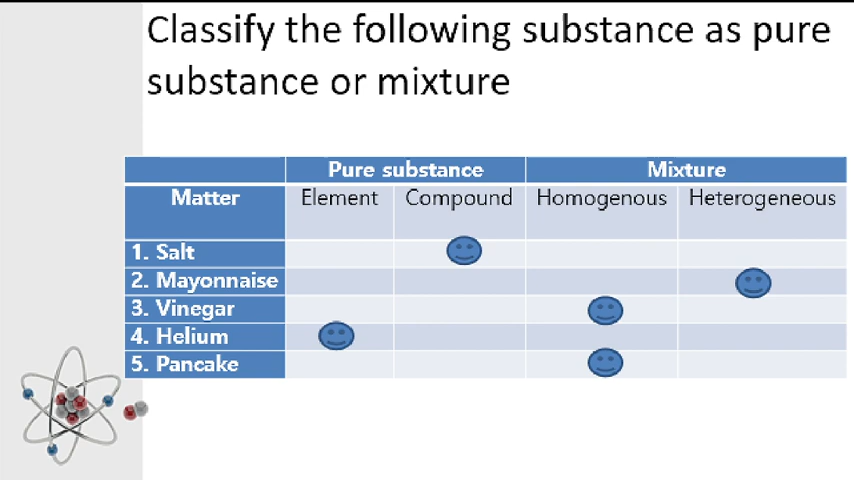 Classify the following substance as pure
substance or mixture
Pure substance Mixture
Matter Element Compound Homogenous Heterogeneous
1. Salt
2. Mayonnaise
3. Vinegar
4. Helium
5. Pancake